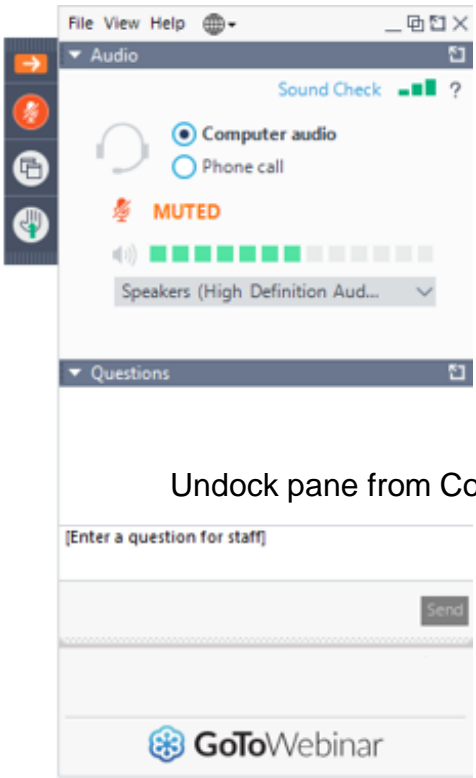 File View Help
Audio
Sound Check ?
Computer audio
Phone call
MUTED
Speakers (High Definition Aud...
Questions
Undock pane from Co
[Enter a question for staff]
Send
GoToWebinar